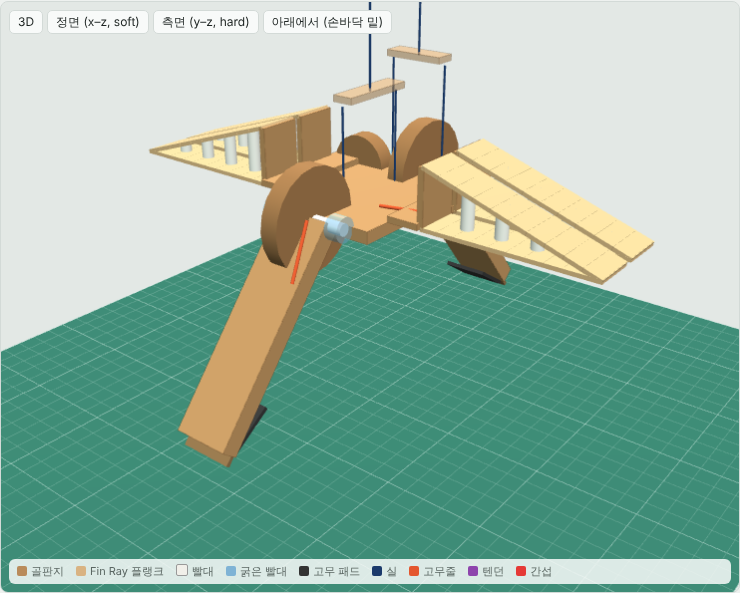 3D
정면 (x–z, soft)
측면 (y–z, hard)
아래에서 (손바닥 밑)
골판지
Fin Ray 플랭크
빨대
굵은 빨대
고무 패드
실
고무줄
텐던
간섭